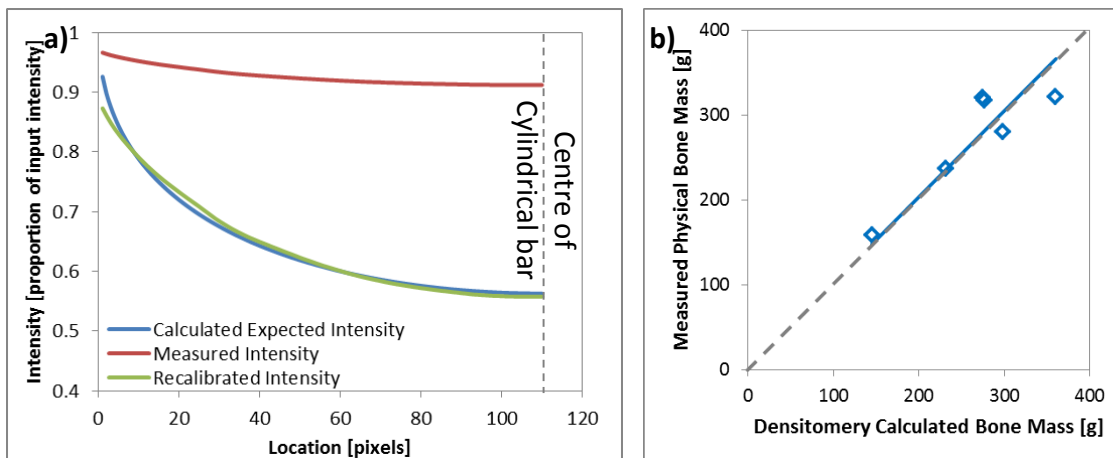 a)
Intensity [proportion of input intensity]
1
0.9
0.8
0.7
0.6
0.5
0.4
0
20
40
60
80
100
120
Location [pixels]
Calculated Expected Intensity
Measured Intensity
Recalibrated Intensity
Centre of
Cylindrical bar
b)
Measured Physical Bone Mass [g]
400
300
200
100
0
0
100
200
300
400
Densitomery Calculated Bone Mass [g]